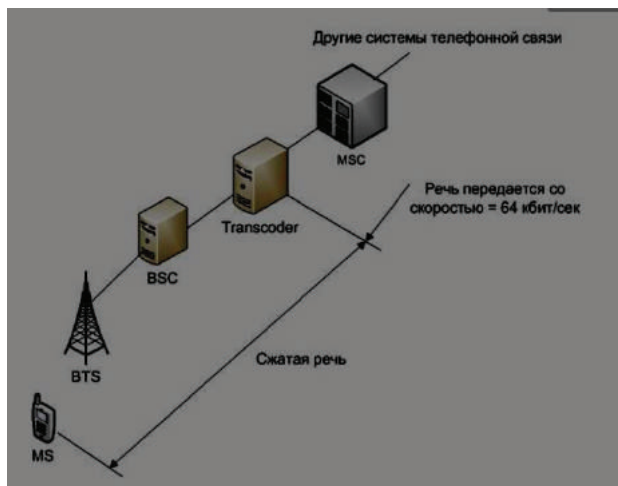 Другие системы телефонной связи
MSC
Речь передается со
скоростью = 64 кбит/сек
Transcoder
BSC
Сжатая речь
BTS
MS